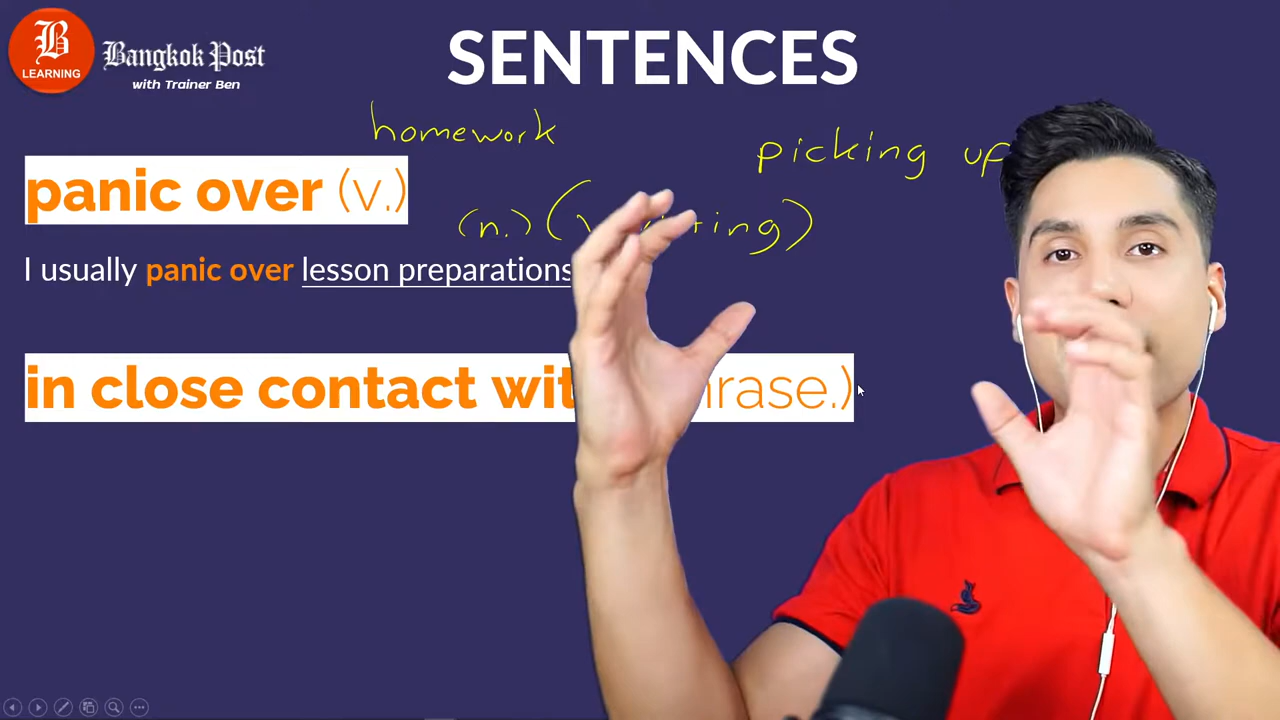 SENTENCES
B
LEARNING
Bangkok Post
with Trainer Ben
homework
picking up
panic over (v.)
(n.)
I usually panic over lesson preparations
in close contact